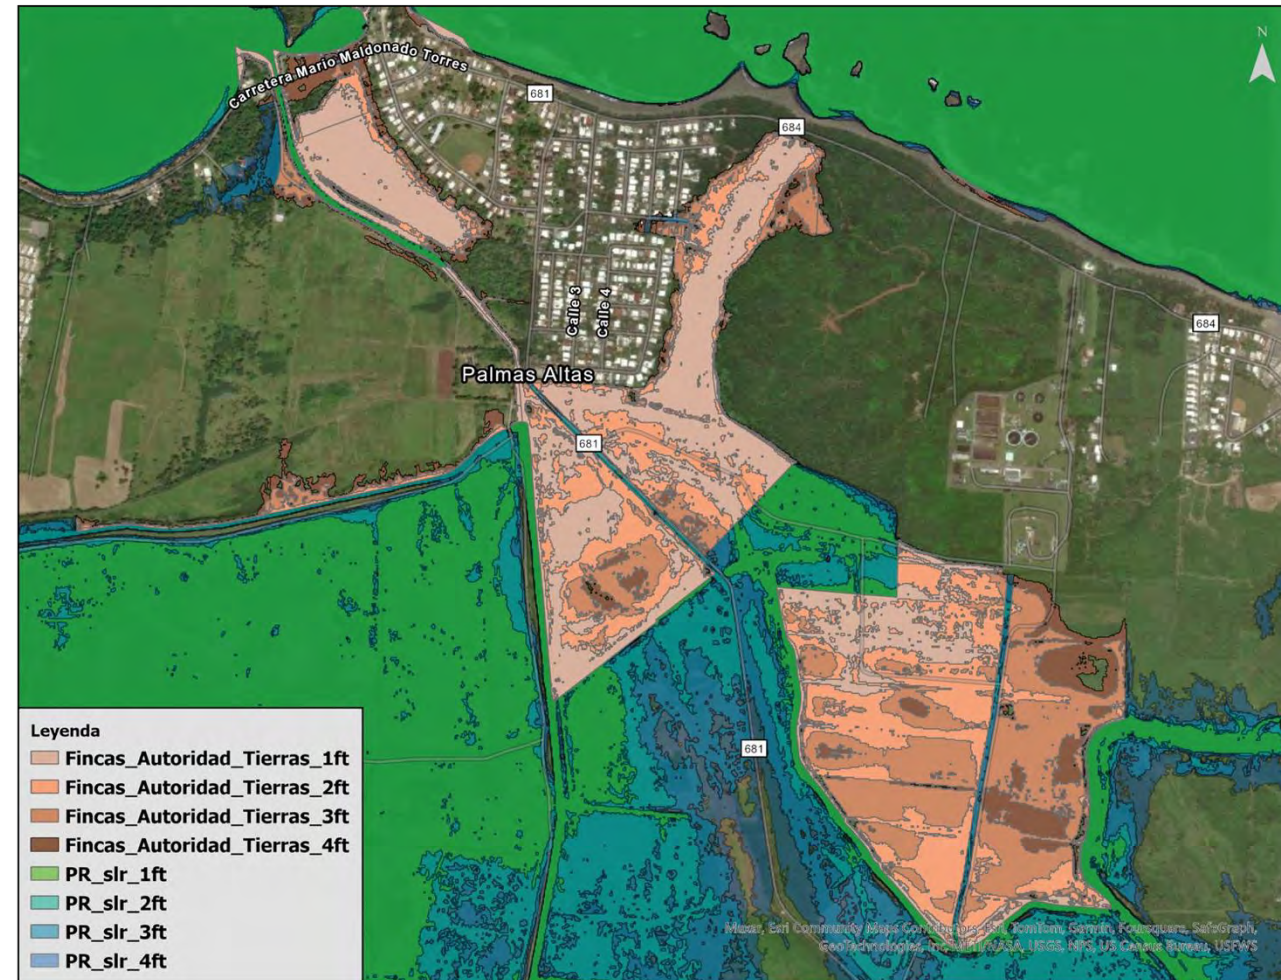 N
Carretera Mario Maldonado Torres
681
684
Calle 3
Calle 4
684
Palmas Altas
681
681
Leyenda
Fincas_Autoridad_Tierras_1ft
Fincas_Autoridad_Tierras_2ft
Fincas_Autoridad_Tierras_3ft
Fincas_Autoridad_Tierras_4ft
PR_slr_1ft
PR_slr_2ft
PR_slr_3ft
PR_slr_4ft
Maxar, Esri Community Maps Contributors, TomTom, Garmin, Foursquare, SafeGraph,
GeoTechnologies, Inc, NASA, USGS, NPS, US Census Bureau, USFWS